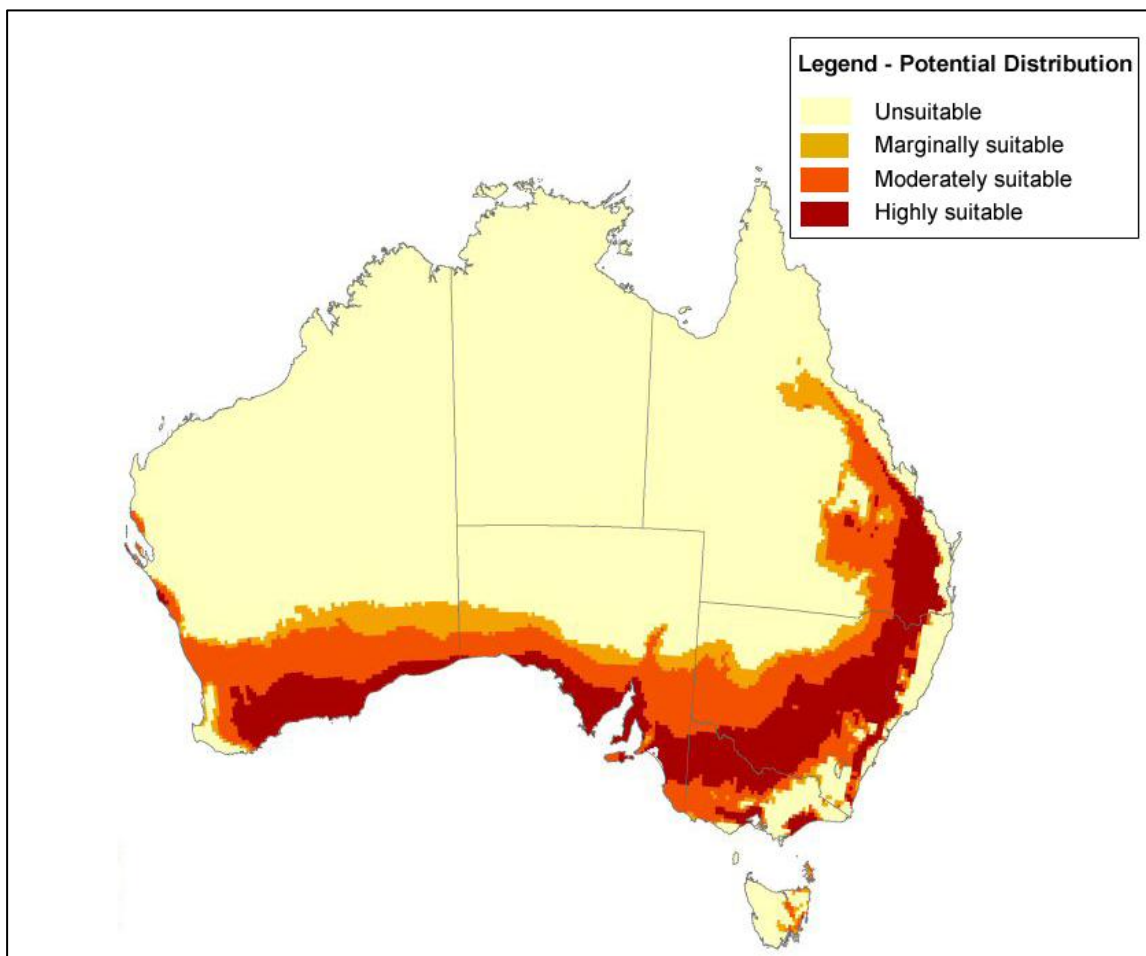 Legend - Potential Distribution
Unsuitable
Marginally suitable
Moderately suitable
Highly suitable